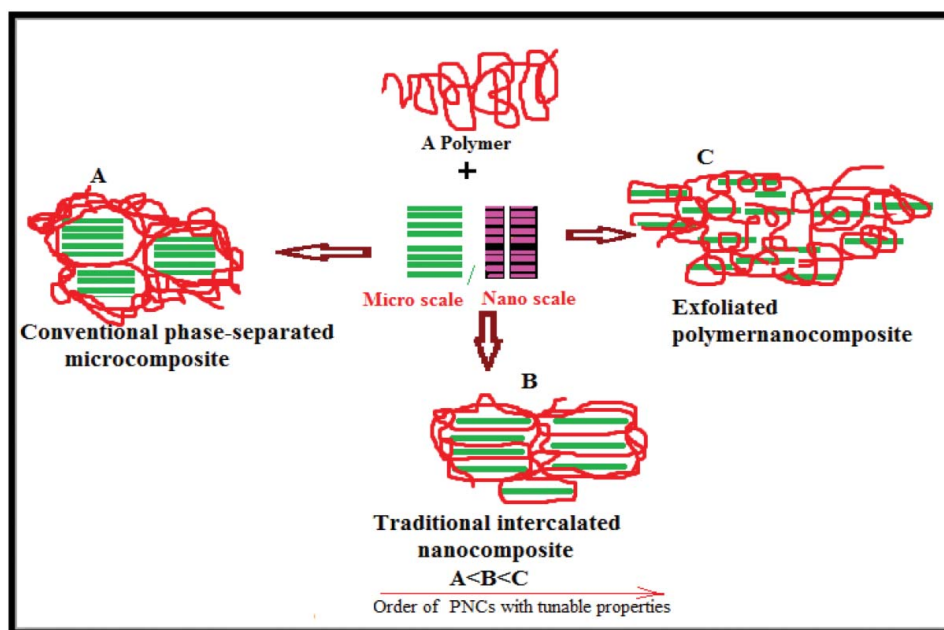 A Polymer
+
A
C
Micro scale / Nano scale
Conventional phase-separated
microcomposite
Exfoliated
polymernanocomposite
B
Traditional intercalated
nanocomposite
A<B<C
Order of PNCs with tunable properties